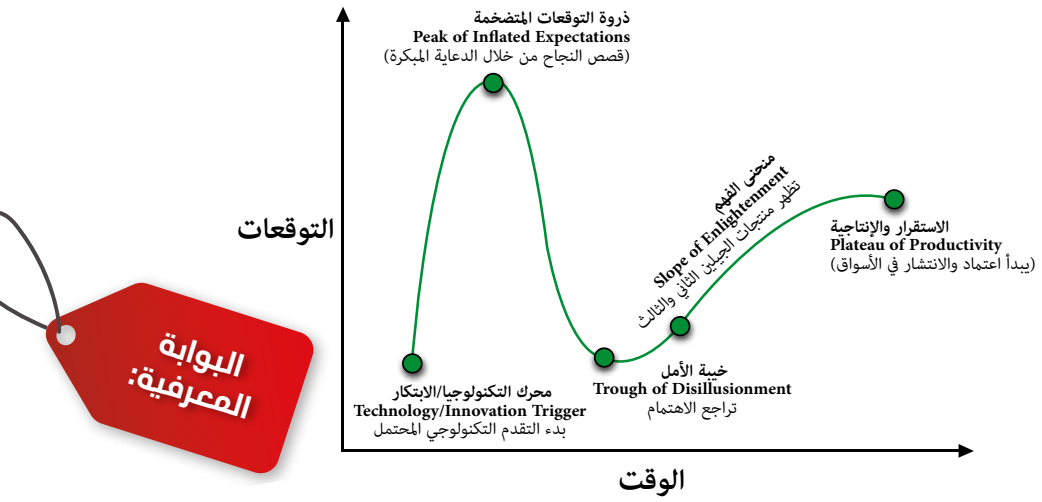 ذروة التوقعات المتضخمة
Peak of Inflated Expectations
(قصص النجاح من خلال الدعاية المبكرة)
التوقعات
منحنى الفهم
Slope of Enlightenment
تظهر منتجات الجيلين الثاني والثالث
الاستقرار والإنتاجية
Plateau of Productivity
(يبدأ اعتماد والانتشار في الأسواق)
البوابة
المعرفية:
خيبة الأمل
Trough of Disillusionment
تراجع الاهتمام
محرك التكنولوجيا/الابتكار
Technology/Innovation Trigger
بدء التقدم التكنولوجي المحتمل
الوقت